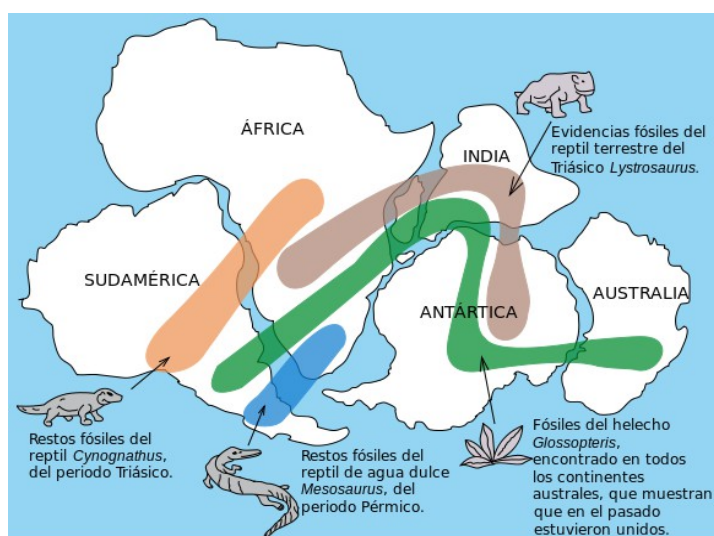 ÁFRICA
INDIA
Evidencias fósiles del
reptil terrestre del
Triásico Lystrosaurus.
SUDAMÉRICA
ANTÁRTICA
AUSTRALIA
Restos fósiles del
reptil Cynognathus,
del periodo Triásico.
Restos fósiles del
reptil de agua dulce
Mesosaurus, del
periodo Pérmico.
Fósiles del helecho
Glossopteris,
encontrado en todos
los continentes
australes, que muestran
que en el pasado
estuvieron unidos.